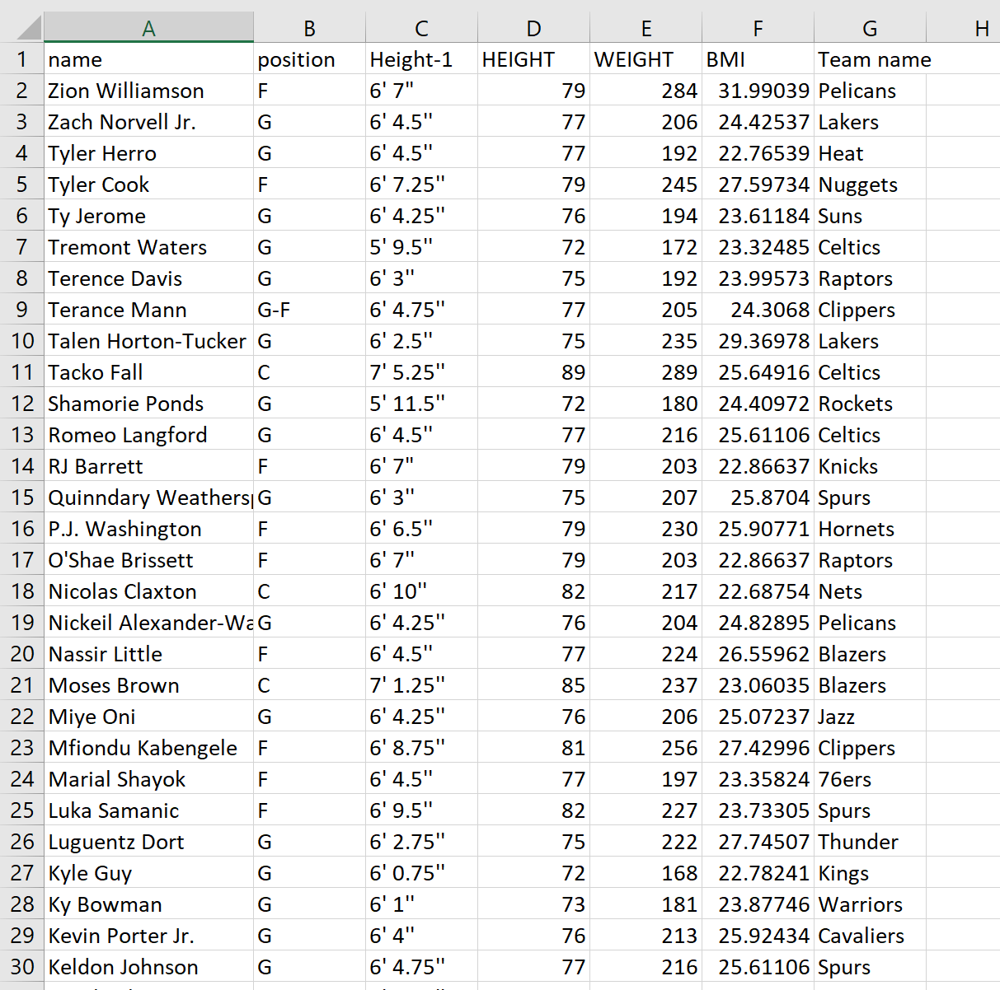 A B C D E F G H
1 name position Height-1 HEIGHT WEIGHT BMI Team name
2 Zion Williamson F 6' 7" 79 284 31.99039 Pelicans
3 Zach Norvell Jr. G 6' 4.5'' 77 206 24.42537 Lakers
4 Tyler Herro G 6' 4.5'' 77 192 22.76539 Heat
5 Tyler Cook F 6' 7.25'' 79 245 27.59734 Nuggets
6 Ty Jerome G 6' 4.25'' 76 194 23.61184 Suns
7 Tremont Waters G 5' 9.5'' 72 172 23.32485 Celtics
8 Terence Davis G 6' 3'' 75 192 23.99573 Raptors
9 Terance Mann G-F 6' 4.75'' 77 205 24.3068 Clippers
10 Talen Horton-Tucker G 6' 2.5'' 75 235 29.36978 Lakers
11 Tacko Fall C 7' 5.25'' 89 289 25.64916 Celtics
12 Shamorie Ponds G 5' 11.5'' 72 180 24.40972 Rockets
13 Romeo Langford G 6' 4.5'' 77 216 25.61106 Celtics
14 RJ Barrett F 6' 7" 79 203 22.86637 Knicks
15 Quinndary Weathers G 6' 3'' 75 207 25.8704 Spurs
16 P.J. Washington F 6' 6.5'' 79 230 25.90771 Hornets
17 O'Shae Brissett F 6' 7'' 79 203 22.86637 Raptors
18 Nicolas Claxton C 6' 10'' 82 217 22.68754 Nets
19 Nickeil Alexander-Wa G 6' 4.25'' 76 204 24.82895 Pelicans
20 Nassir Little F 6' 4.5'' 77 224 26.55962 Blazers
21 Moses Brown C 7' 1.25'' 85 237 23.06035 Blazers
22 Miye Oni G 6' 4.25'' 76 206 25.07237 Jazz
23 Mfiondu Kabengele F 6' 8.75'' 81 256 27.42996 Clippers
24 Marial Shayok F 6' 4.5'' 77 197 23.35824 76ers
25 Luka Samanic F 6' 9.5'' 82 227 23.73305 Spurs
26 Luguentz Dort G 6' 2.75'' 75 222 27.74507 Thunder
27 Kyle Guy G 6' 0.75'' 72 168 22.78241 Kings
28 Ky Bowman G 6' 1'' 73 181 23.87746 Warriors
29 Kevin Porter Jr. G 6' 4'' 76 213 25.92434 Cavaliers
30 Keldon Johnson G 6' 4.75'' 77 216 25.61106 Spurs